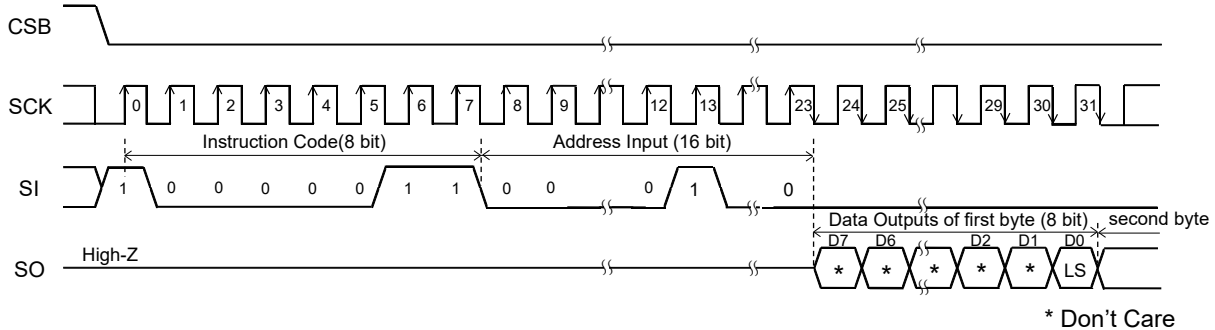 CSB
SCK 0 1 2 3 4 5 6 7 8 9 12 13 23 24 25 29 30 31
Instruction Code(8 bit) Address Input (16 bit)
SI 1 0 0 0 0 0 1 1 0 0 0 1 0
Data Outputs of first byte (8 bit) second byte
High-Z D7 D6 D2 D1 D0
SO * * * * * LS
* Don't Care